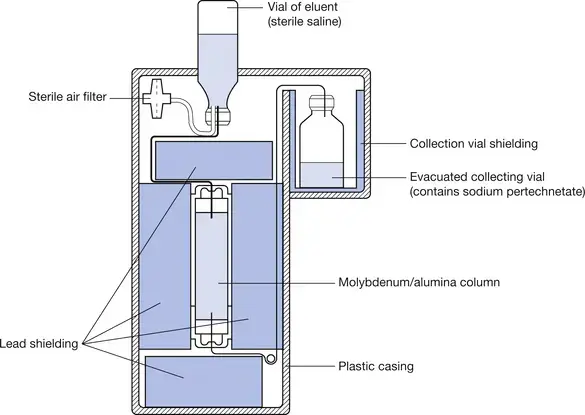 Vial of eluent
(sterile saline)
Sterile air filter
Collection vial shielding
Evacuated collecting vial
(contains sodium pertechnetate)
Molybdenum/alumina column
Lead shielding
Plastic casing